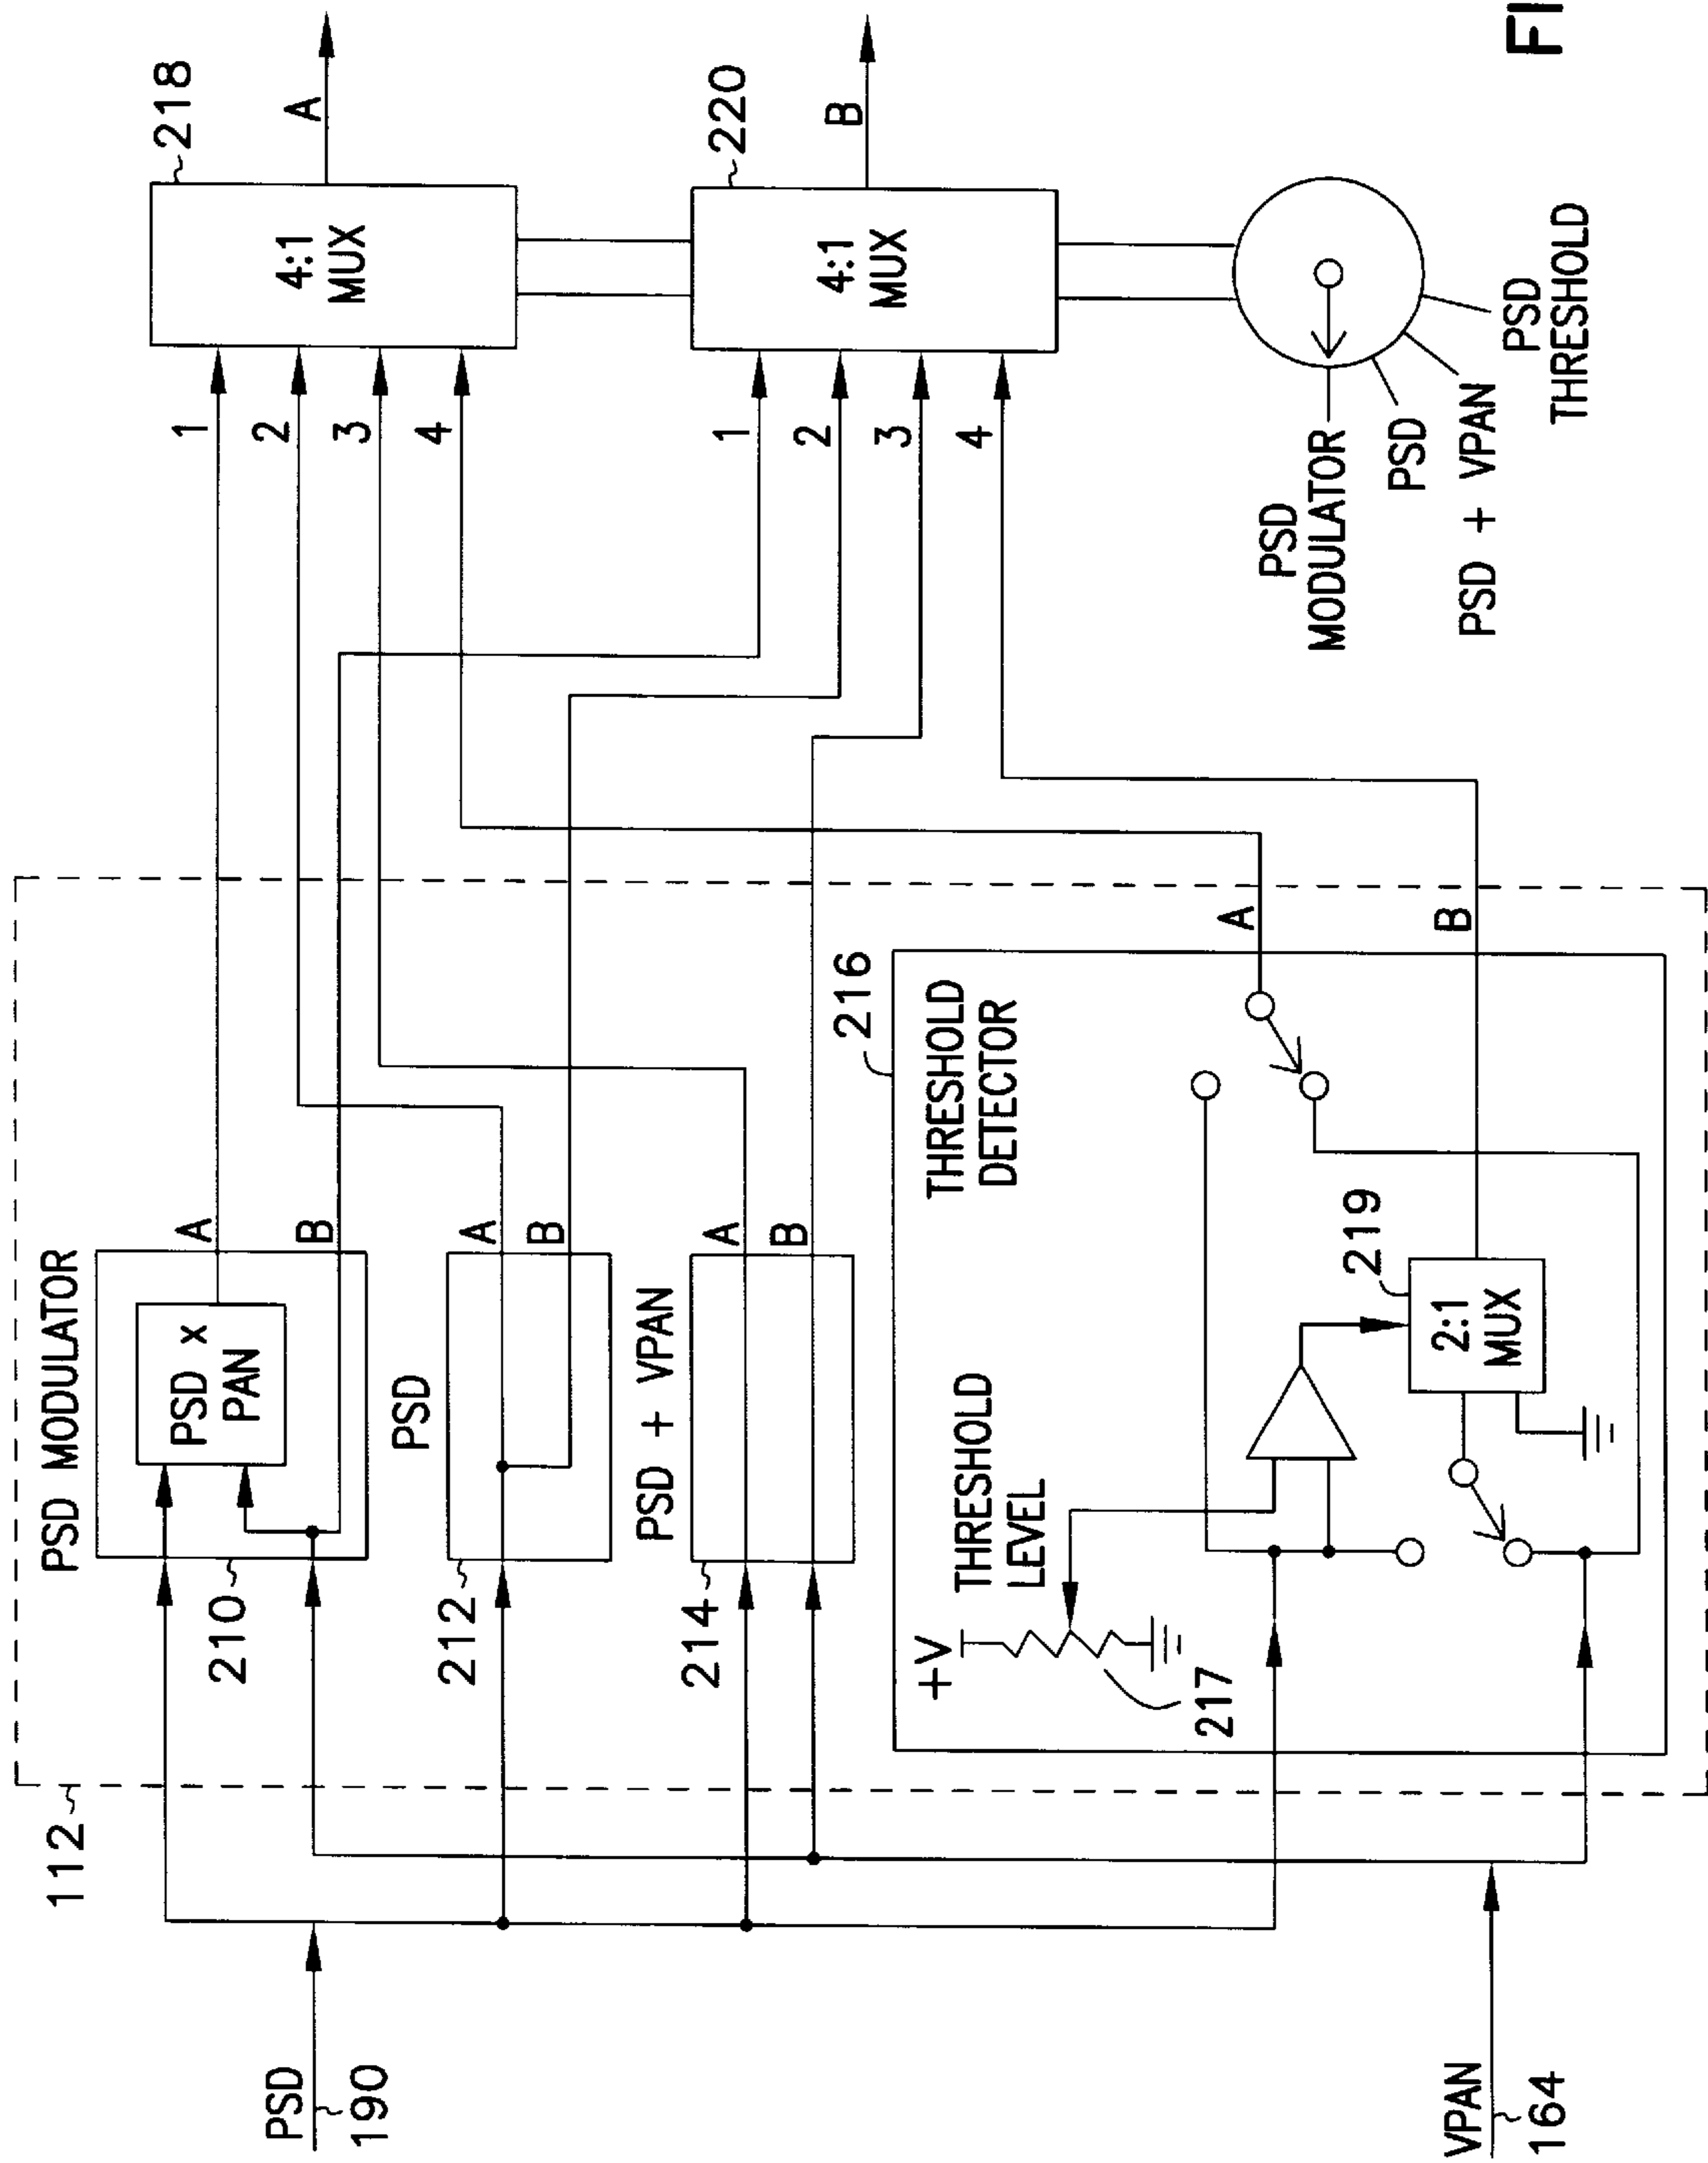 112
PSD MODULATOR
PSD x
PAN
A
B
210
PSD
A
B
212
PSD + VPAN
A
B
214
THRESHOLD
DETECTOR
216
THRESHOLD
LEVEL
+V
217
2:1
MUX
219
A
B
PSD
190
VPAN
164
1
2
3
4
4:1
MUX
218
A
1
2
3
4
4:1
MUX
220
B
PSD
MODULATOR
PSD
PSD + VPAN
PSD
THRESHOLD
FI